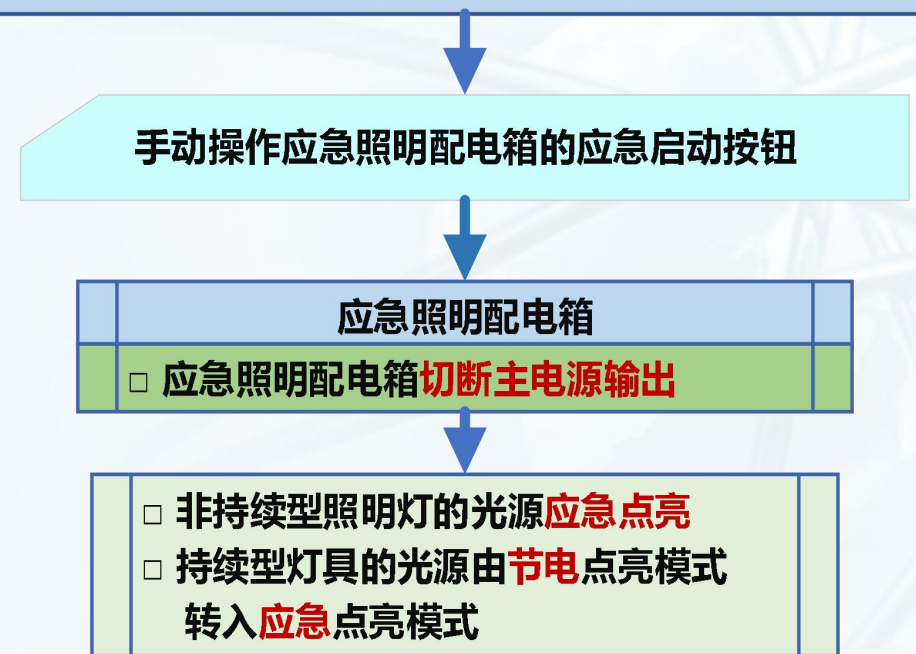 手动操作应急照明配电箱的应急启动按钮
应急照明配电箱
□ 应急照明配电箱切断主电源输出
□ 非持续型照明灯的光源应急点亮
□ 持续型灯具的光源由节电点亮模式
转入应急点亮模式